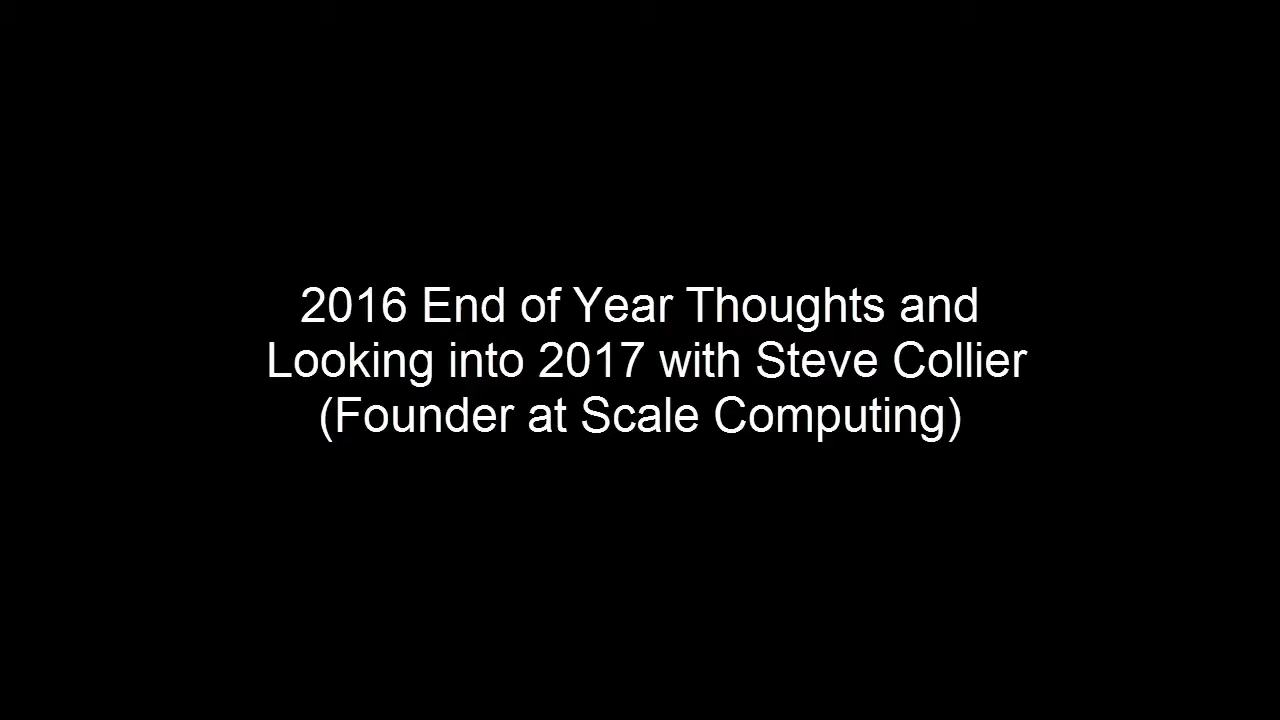 2016 End of Year Thoughts and
Looking into 2017 with Steve Collier
(Founder at Scale Computing)